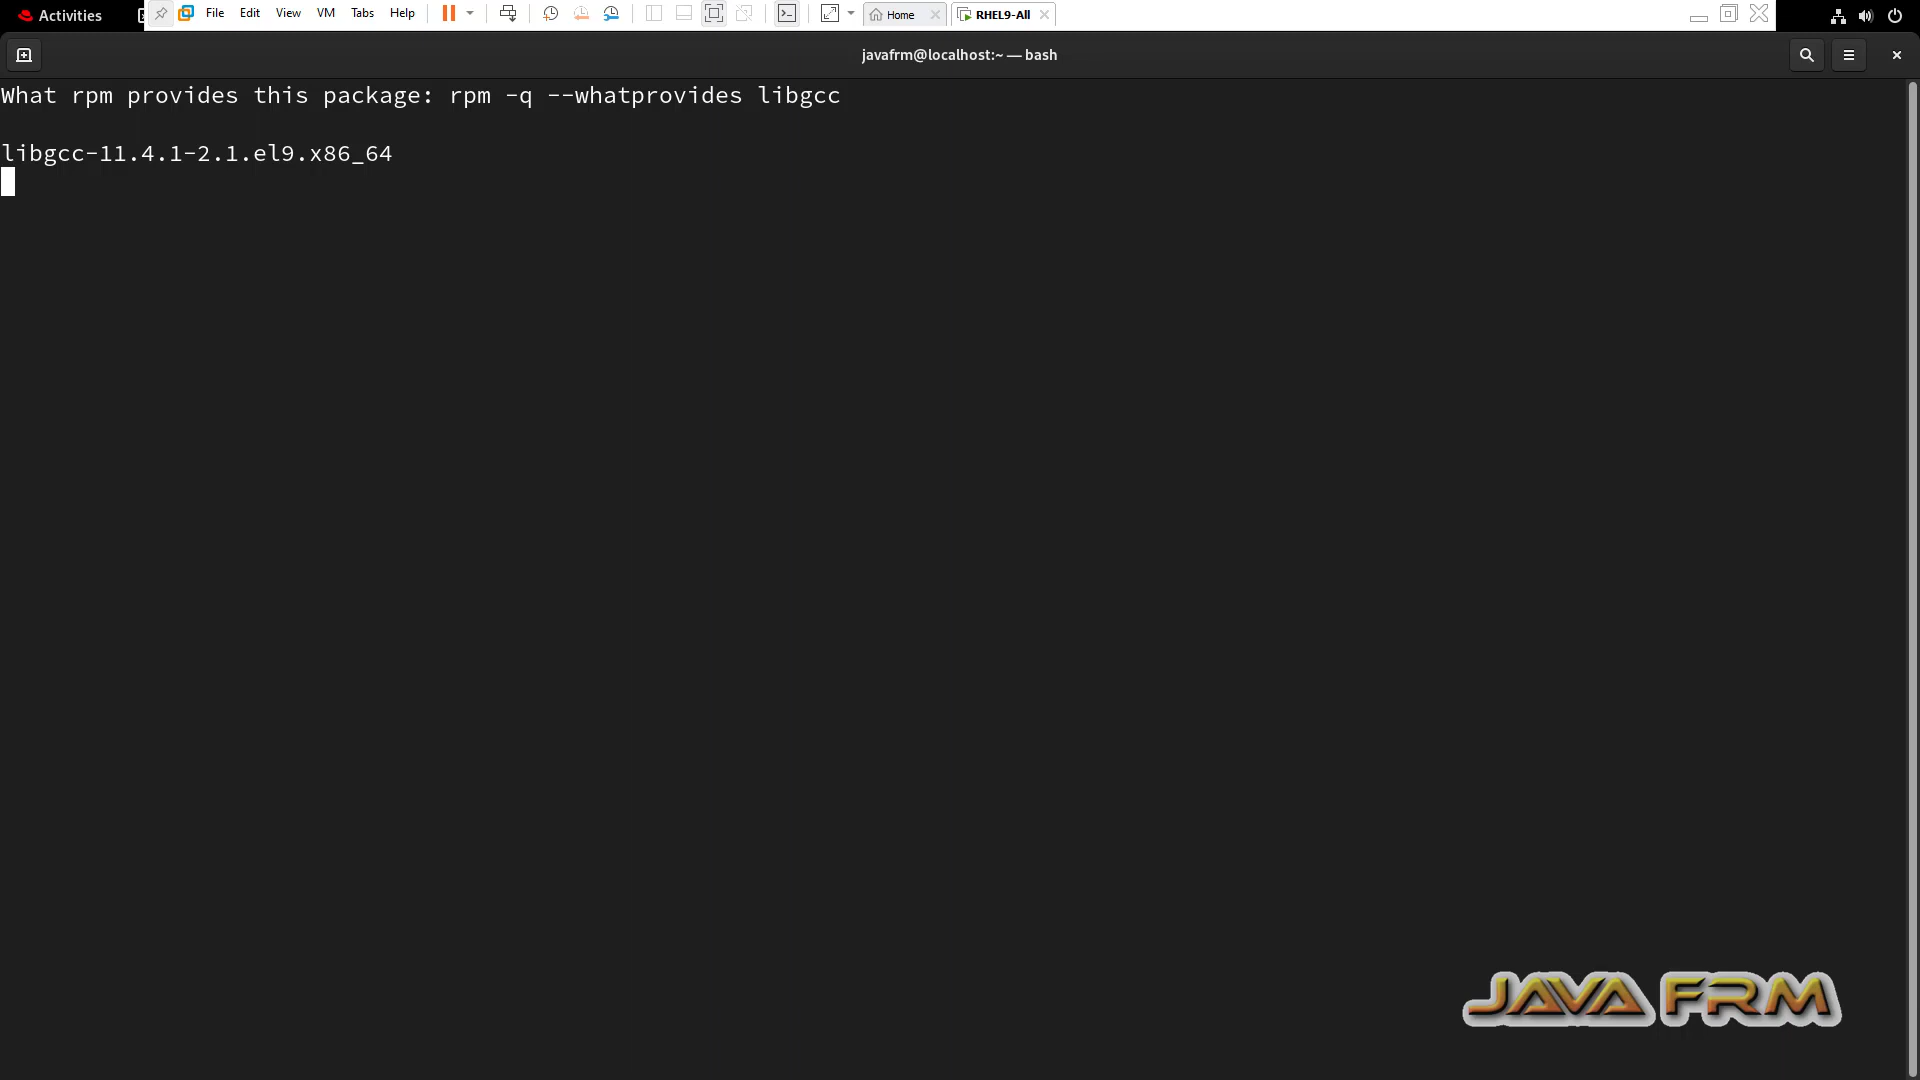 Activities
File Edit View VM Tabs Help
Home
RHEL9-All
javafrm@localhost:~ — bash
What rpm provides this package: rpm -q --whatprovides libgcc
libgcc-11.4.1-2.1.el9.x86_64
JAVA FRM